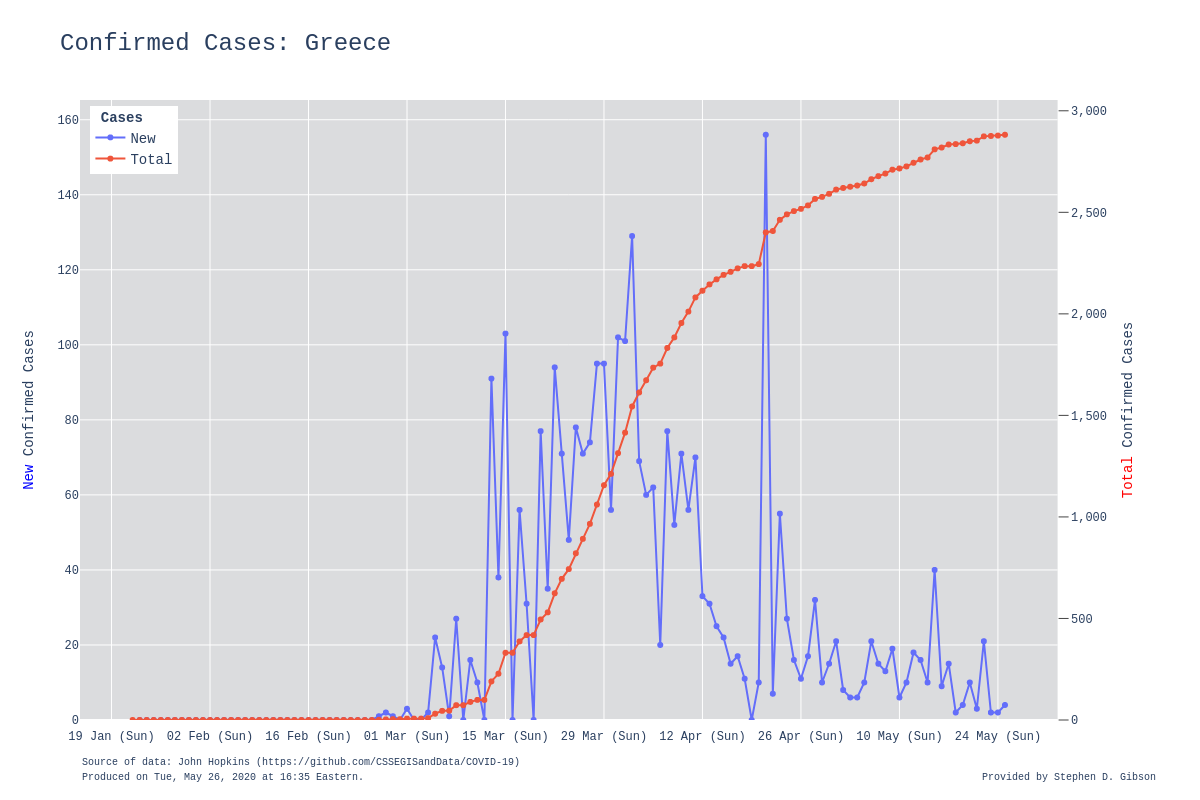 Confirmed Cases: Greece
Cases
New
Total
160
140
120
100
80
60
40
20
0
3,000
2,500
2,000
1,500
1,000
500
0
New Confirmed Cases
Total Confirmed Cases
19 Jan (Sun)
02 Feb (Sun)
16 Feb (Sun)
01 Mar (Sun)
15 Mar (Sun)
29 Mar (Sun)
12 Apr (Sun)
26 Apr (Sun)
10 May (Sun)
24 May (Sun)
Source of data: John Hopkins (https://github.com/CSSEGISandData/COVID-19)
Produced on Tue, May 26, 2020 at 16:35 Eastern.
Provided by Stephen D. Gibson